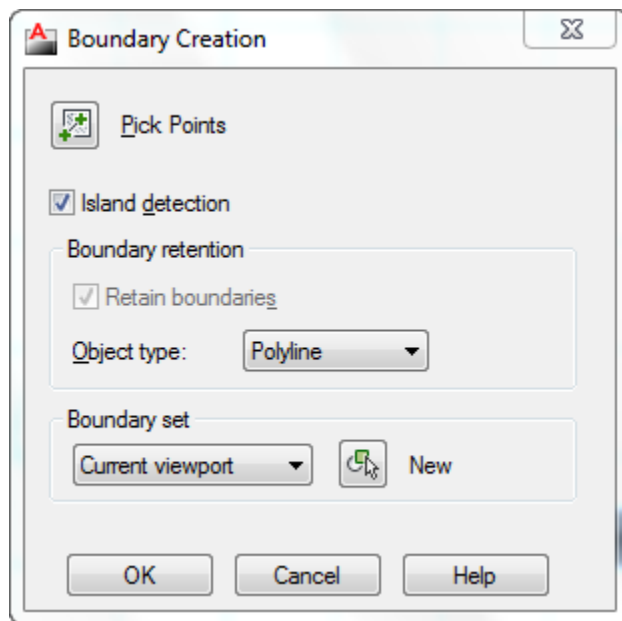 Boundary Creation
Pick Points
Island detection
Boundary retention
Retain boundaries
Object type: Polyline
Boundary set
Current viewport New
OK Cancel Help